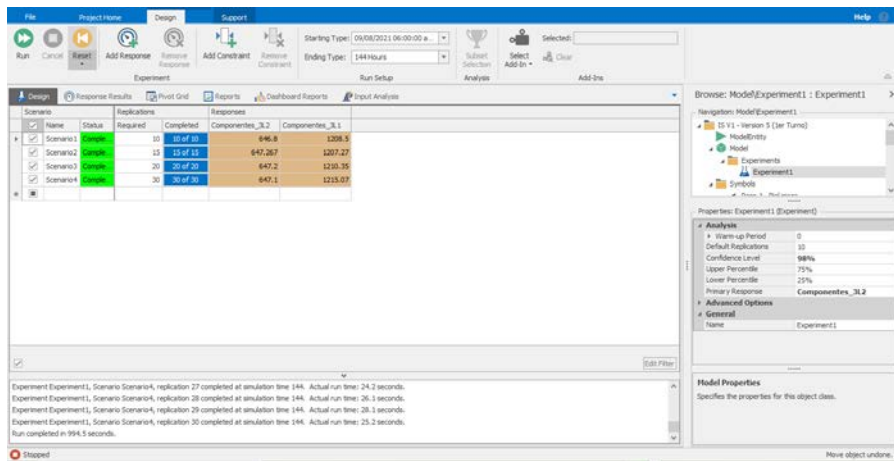 File Project Home Design Support Help
Run Cancel Reset Add Response Remove Response Add Constraint Remove Constraint Starting Type: 09/08/2021 06:00:00 a... Ending Type: 144 Hours Subset Selection Select Add-In Selected: Clear
Experiment Run Setup Analysis Add-Ins
Design Response Results Pivot Grid Reports Dashboard Reports Input Analysis
Scenario Replications Responses
Name Status Required Completed Componentes_3L2 Componentes_3L1
Scenario1 Comple... 10 10 of 10 646.8 1208.5
Scenario2 Comple... 15 15 of 15 647.267 1207.27
Scenario3 Comple... 20 20 of 20 647.2 1210.35
Scenario4 Comple... 30 30 of 30 647.1 1215.07
Edit Filter
Experiment Experiment1, Scenario Scenario4, replication 27 completed at simulation time 144. Actual run time: 24.2 seconds.
Experiment Experiment1, Scenario Scenario4, replication 28 completed at simulation time 144. Actual run time: 26.1 seconds.
Experiment Experiment1, Scenario Scenario4, replication 29 completed at simulation time 144. Actual run time: 28.1 seconds.
Experiment Experiment1, Scenario Scenario4, replication 30 completed at simulation time 144. Actual run time: 25.2 seconds.
Run completed in 994.5 seconds.
Browse: Model\Experiment1 : Experiment1
Navigation: Model\Experiment1
IS V1 - Version 5 (1er Turno)
ModelEntity
Model
Experiments
Experiment1
Symbols
Properties: Experiment1 (Experiment)
Analysis
Warm-up Period 0
Default Replications 10
Confidence Level 98%
Upper Percentile 75%
Lower Percentile 25%
Primary Response Componentes_3L2
Advanced Options
General
Name Experiment1
Model Properties
Specifies the properties for this object class.
Stopped Move object undone.